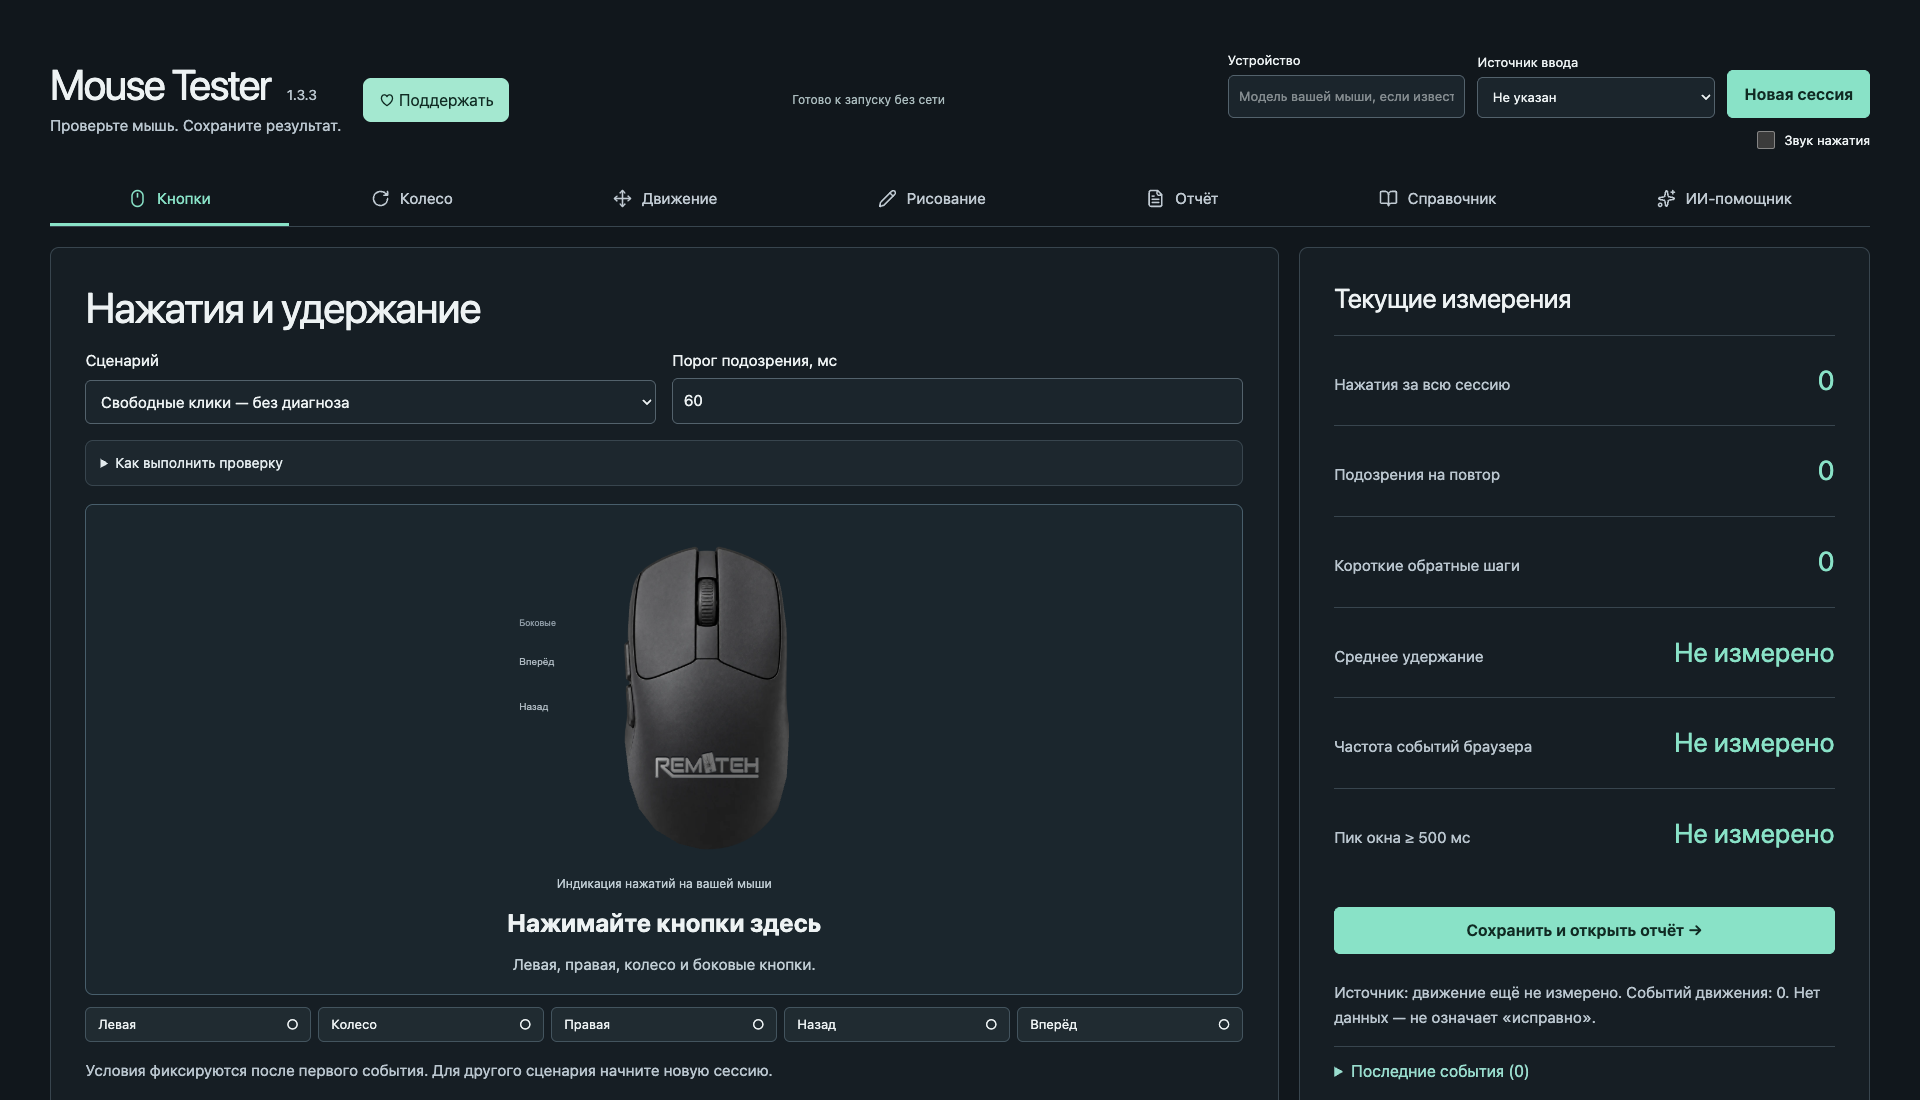 Mouse Tester 1.3.3
Проверьте мышь. Сохраните результат.
Поддержать
Готово к запуску без сети
Устройство
Модель вашей мыши, если извест
Источник ввода
Не указан
Новая сессия
Звук нажатия
Кнопки
Колесо
Движение
Рисование
Отчёт
Справочник
ИИ-помощник
Нажатия и удержание
Сценарий
Свободные клики — без диагноза
Порог подозрения, мс
60
Как выполнить проверку
Боковые
Вперёд
Назад
REMTEH
Индикация нажатий на вашей мыши
Нажимайте кнопки здесь
Левая, правая, колесо и боковые кнопки.
Левая
Колесо
Правая
Назад
Вперёд
Условия фиксируются после первого события. Для другого сценария начните новую сессию.
Текущие измерения
Нажатия за всю сессию 0
Подозрения на повтор 0
Короткие обратные шаги 0
Среднее удержание Не измерено
Частота событий браузера Не измерено
Пик окна ≥ 500 мс Не измерено
Сохранить и открыть отчёт →
Источник: движение ещё не измерено. Событий движения: 0. Нет
данных — не означает «исправно».
Последние события (0)